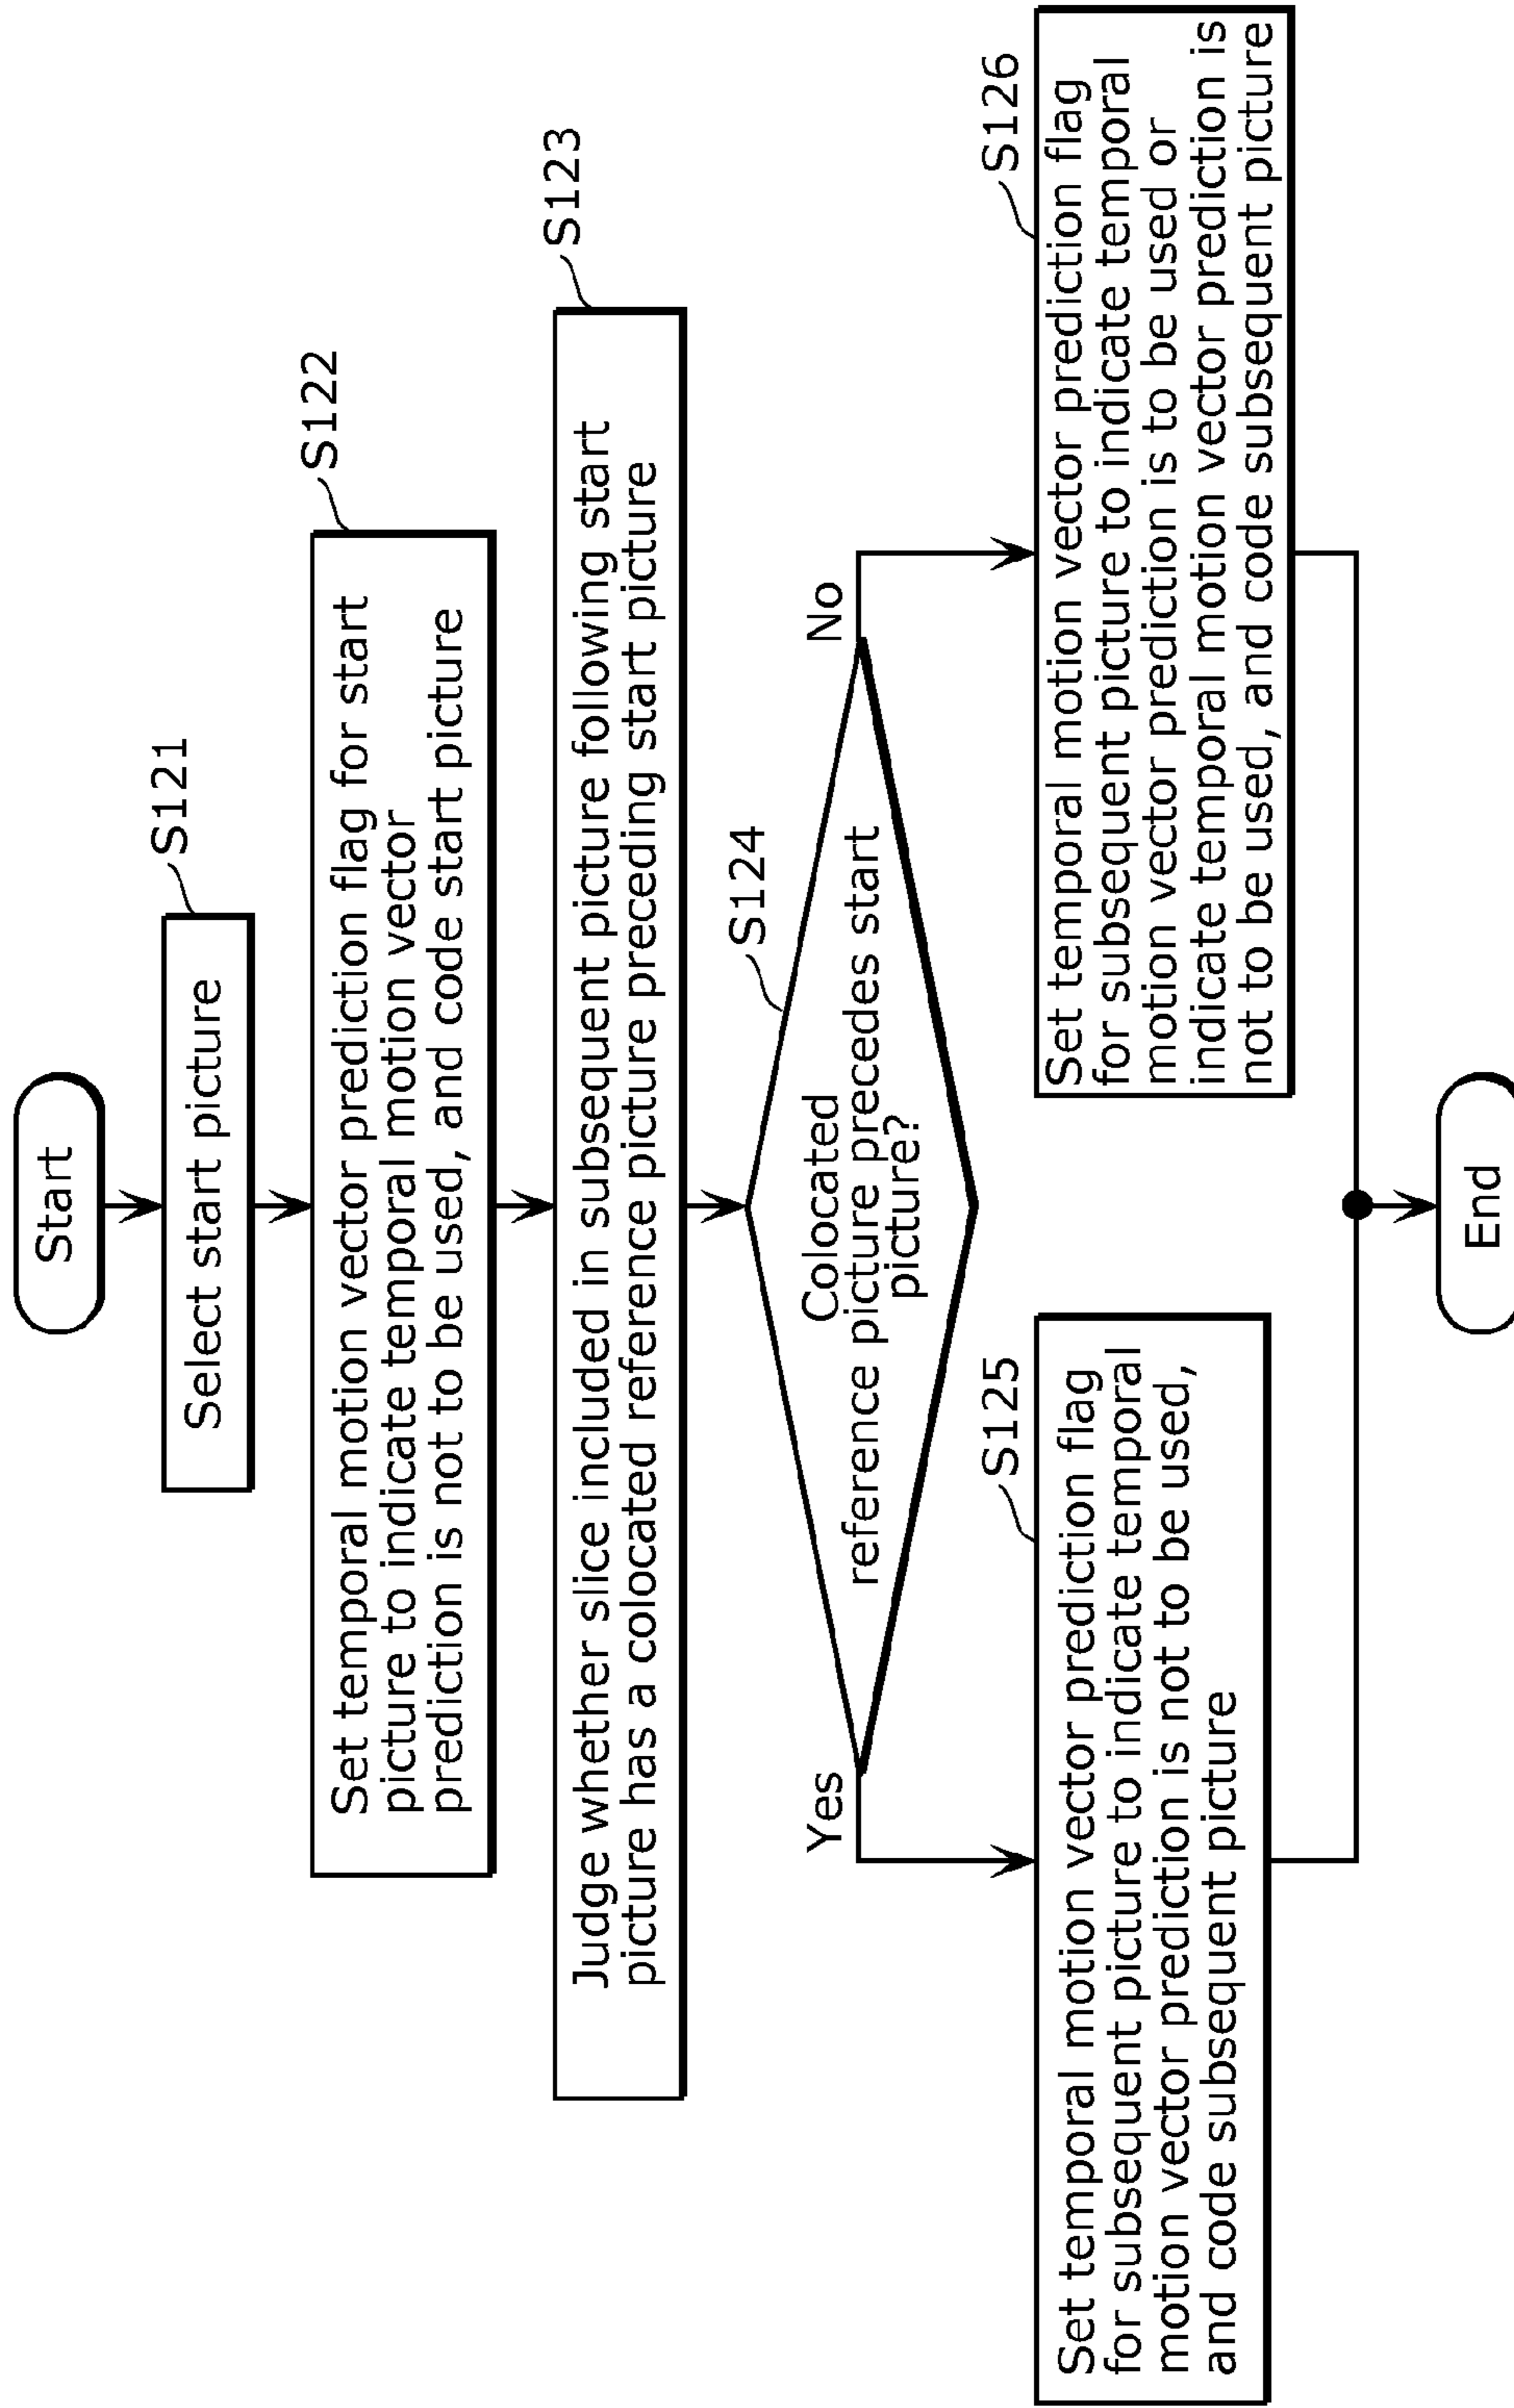 Start
S121
Select start picture
S122
Set temporal motion vector prediction flag for start
picture to indicate temporal motion vector
prediction is not to be used, and code start picture
S123
Judge whether slice included in subsequent picture following start
picture has a colocated reference picture preceding start picture
S124
Colocated
reference picture precedes start
picture?
Yes
No
S125
Set temporal motion vector prediction flag
for subsequent picture to indicate temporal
motion vector prediction is not to be used,
and code subsequent picture
S126
Set temporal motion vector prediction flag
for subsequent picture to indicate temporal
motion vector prediction is to be used or
indicate temporal motion vector prediction is
not to be used, and code subsequent picture
End